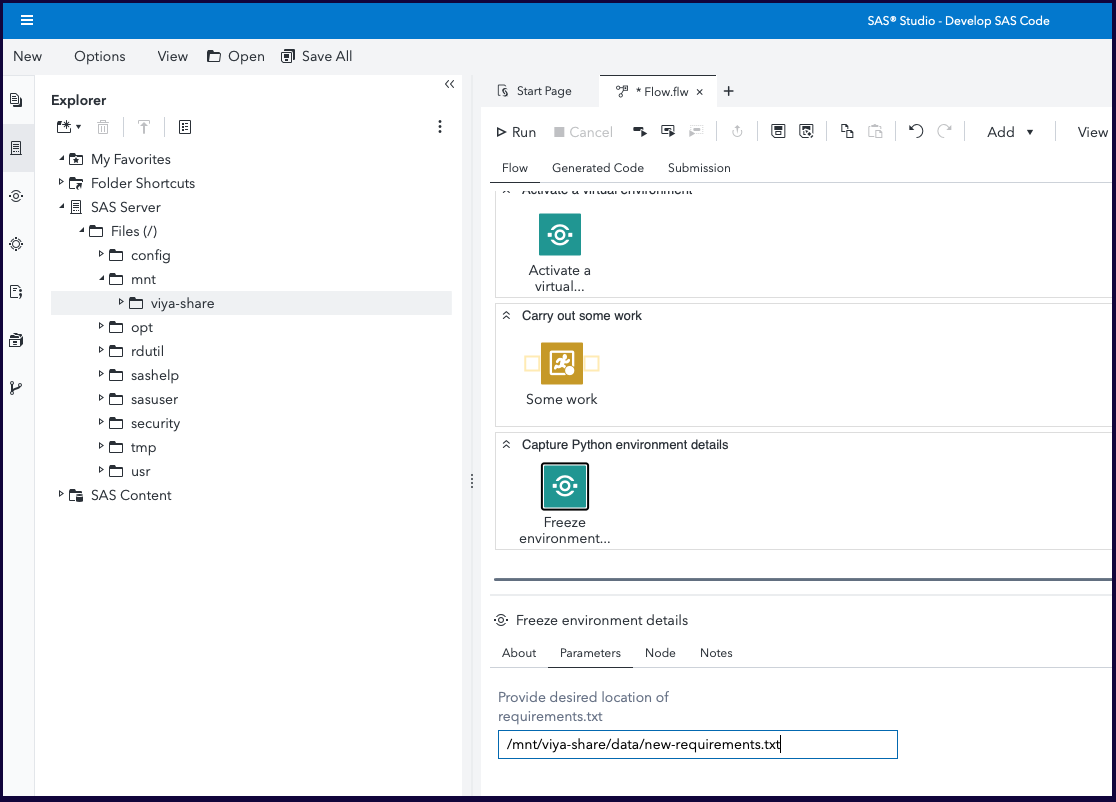 SAS® Studio - Develop SAS Code
New Options View Open Save All
Explorer
My Favorites
Folder Shortcuts
SAS Server
Files (/)
config
mnt
viya-share
opt
rdutil
sashelp
sasuser
security
tmp
usr
SAS Content
Start Page * Flow.flw
Run Cancel Add View
Flow Generated Code Submission
Activate a virtual environment
Activate a
virtual...
Carry out some work
Some work
Capture Python environment details
Freeze
environment...
Freeze environment details
About Parameters Node Notes
Provide desired location of
requirements.txt
/mnt/viya-share/data/new-requirements.txt